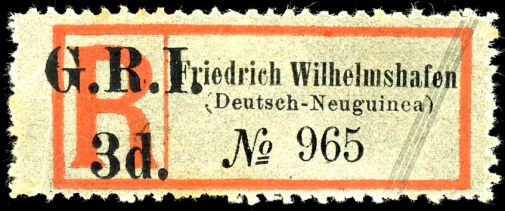 R
G.R.I.
3d.
Friedrich Wilhelmshafen
(Deutsch-Neuguinea)
№ 965